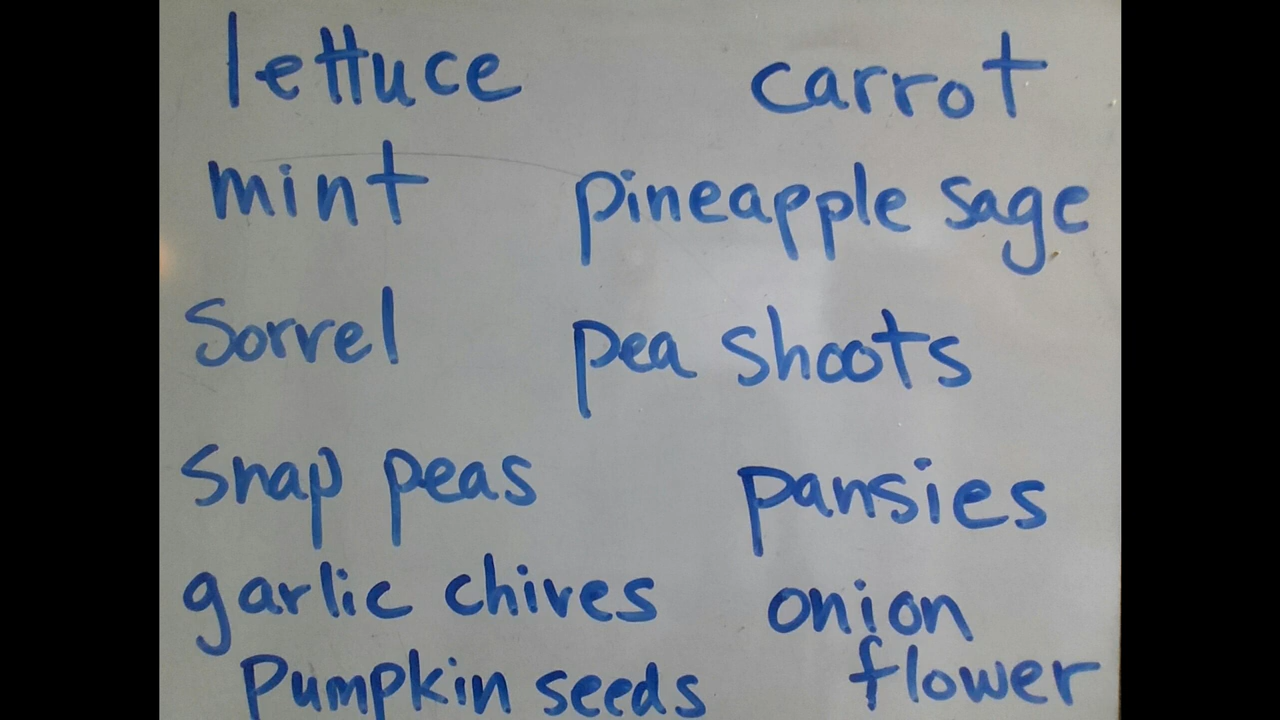 lettuce carrot
mint pineapple sage
Sorrel pea shoots
Snap peas pansies
garlic chives onion
Pumpkin seeds flower